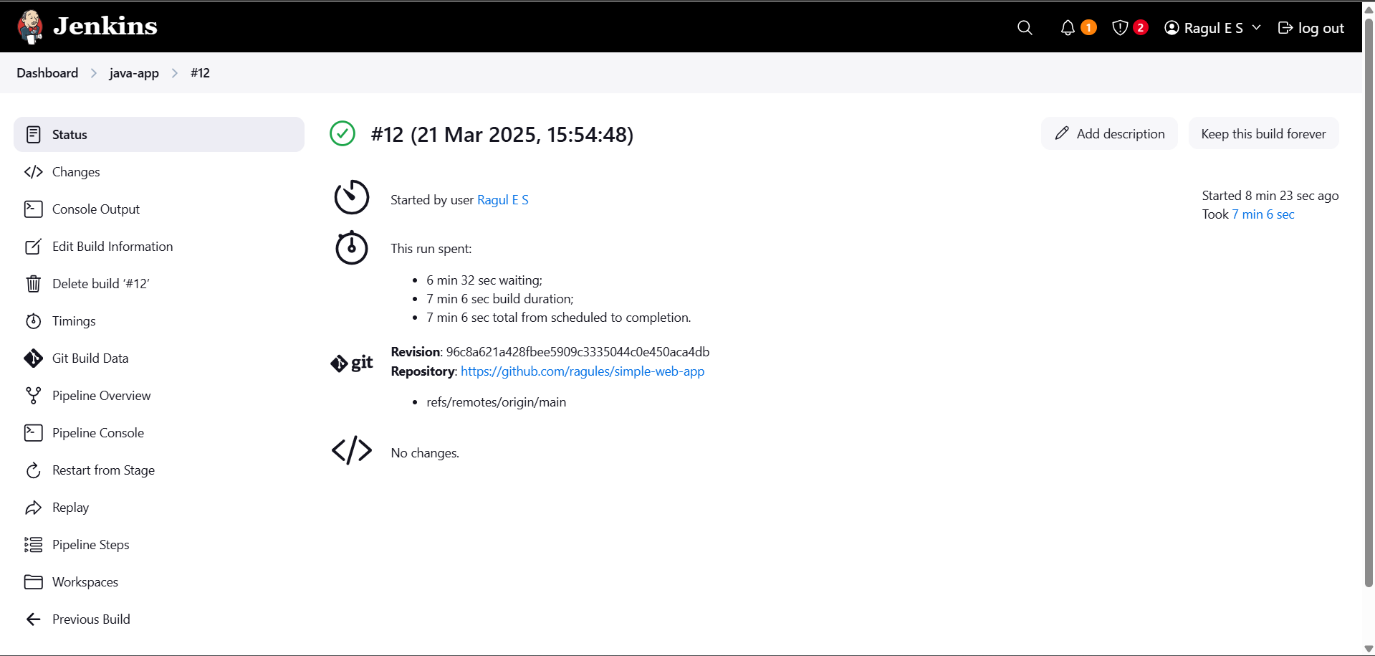 Jenkins
1
2
Ragul E S
log out
Dashboard
java-app
#12
Status
Changes
Console Output
Edit Build Information
Delete build ‘#12’
Timings
Git Build Data
Pipeline Overview
Pipeline Console
Restart from Stage
Replay
Pipeline Steps
Workspaces
Previous Build
#12 (21 Mar 2025, 15:54:48)
Add description
Keep this build forever
Started by user Ragul E S
Started 8 min 23 sec ago
Took 7 min 6 sec
This run spent:
6 min 32 sec waiting;
7 min 6 sec build duration;
7 min 6 sec total from scheduled to completion.
git
Revision: 96c8a621a428fbee5909c3335044c0e450aca4db
Repository: https://github.com/ragules/simple-web-app
refs/remotes/origin/main
No changes.